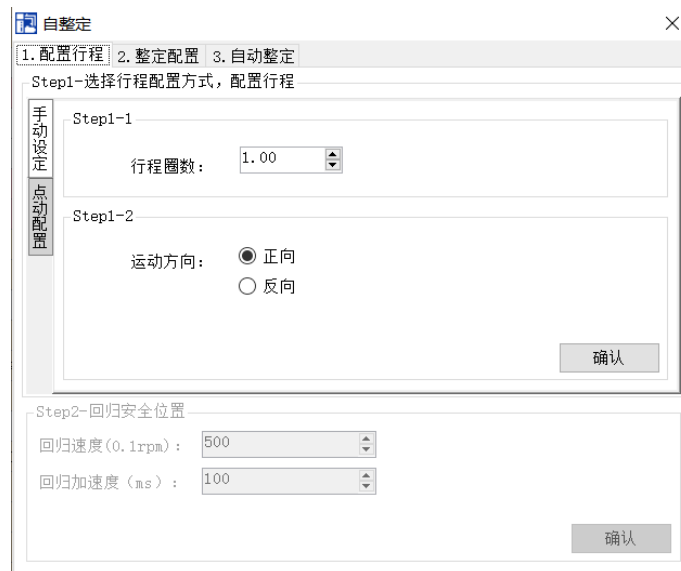 自整定
1.配置行程 2.整定配置 3.自动整定
Step1-选择行程配置方式，配置行程
手动设定
点动配置
Step1-1
行程圈数： 1.00
Step1-2
运动方向： 正向
反向
确认
Step2-回归安全位置
回归速度(0.1rpm)： 500
回归加速度（ms）： 100
确认